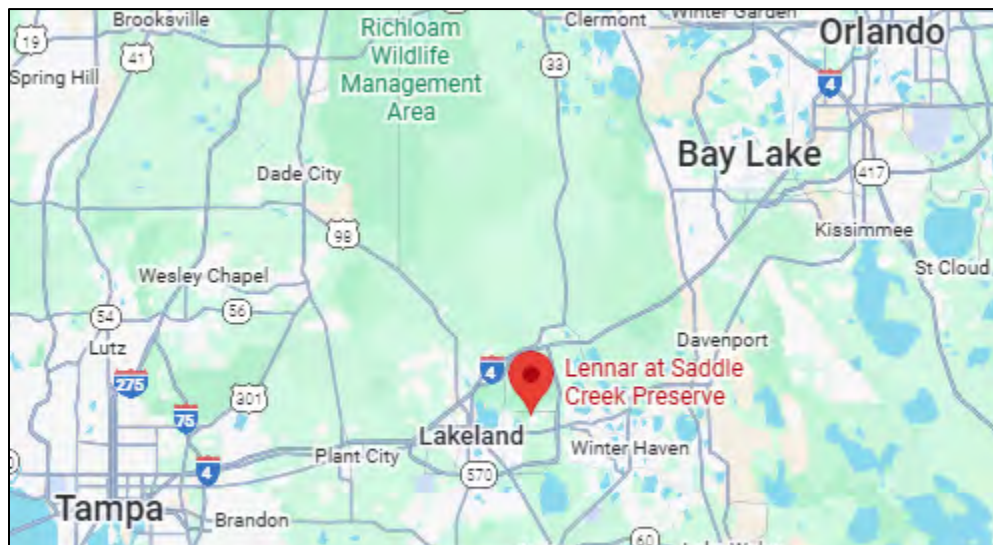 Brooksville
Clermont
Winter Garden
Orlando
19
41
Richloam
Wildlife
Management
Area
33
4
Spring Hill
Bay Lake
Dade City
417
98
Kissimmee
Wesley Chapel
St Cloud
54
56
Lutz
Davenport
275
4
Lennar at Saddle
Creek Preserve
301
75
Lakeland
Winter Haven
Plant City
4
570
Tampa
Brandon
60